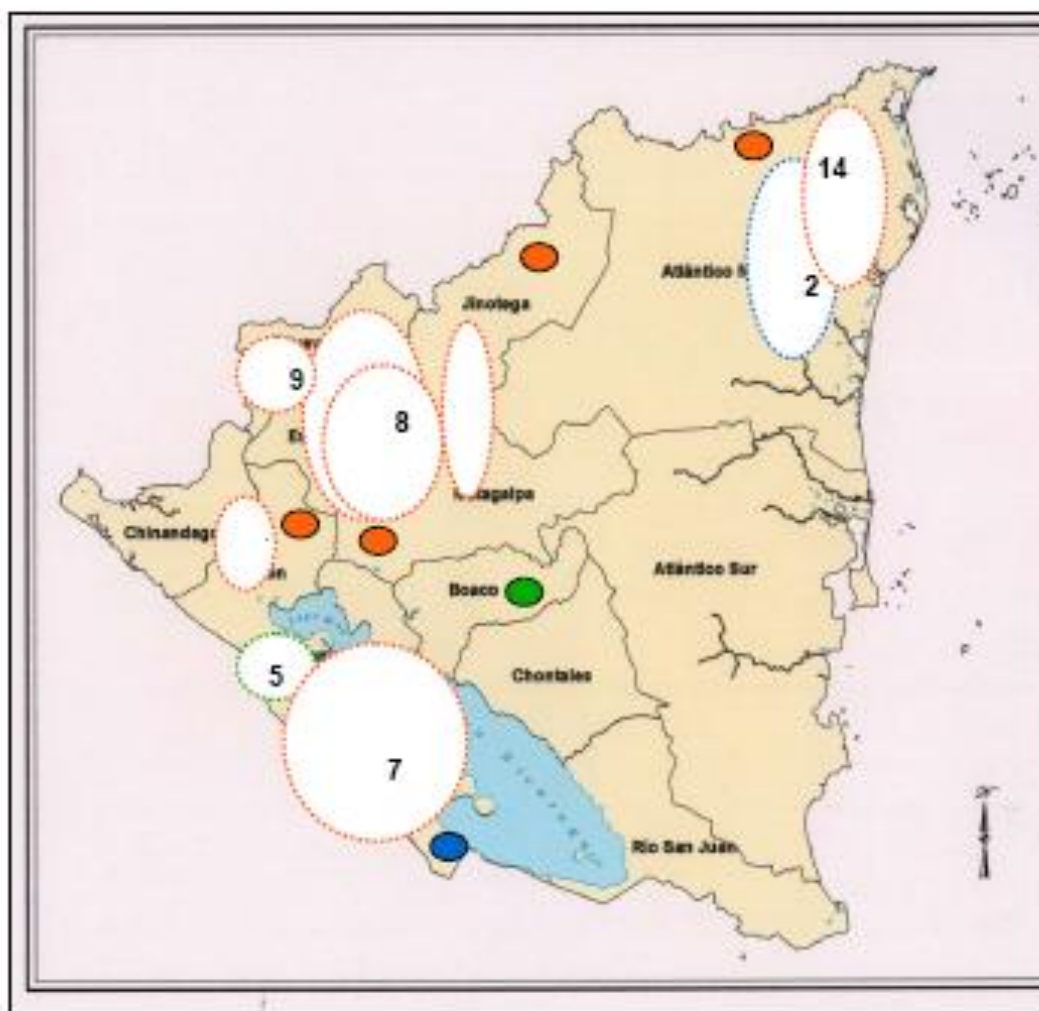 14
Atlántico N
2
Jinotega
9
8
Chinandega
Boaco
Atlántico Sur
Chontales
5
7
Río San Juan